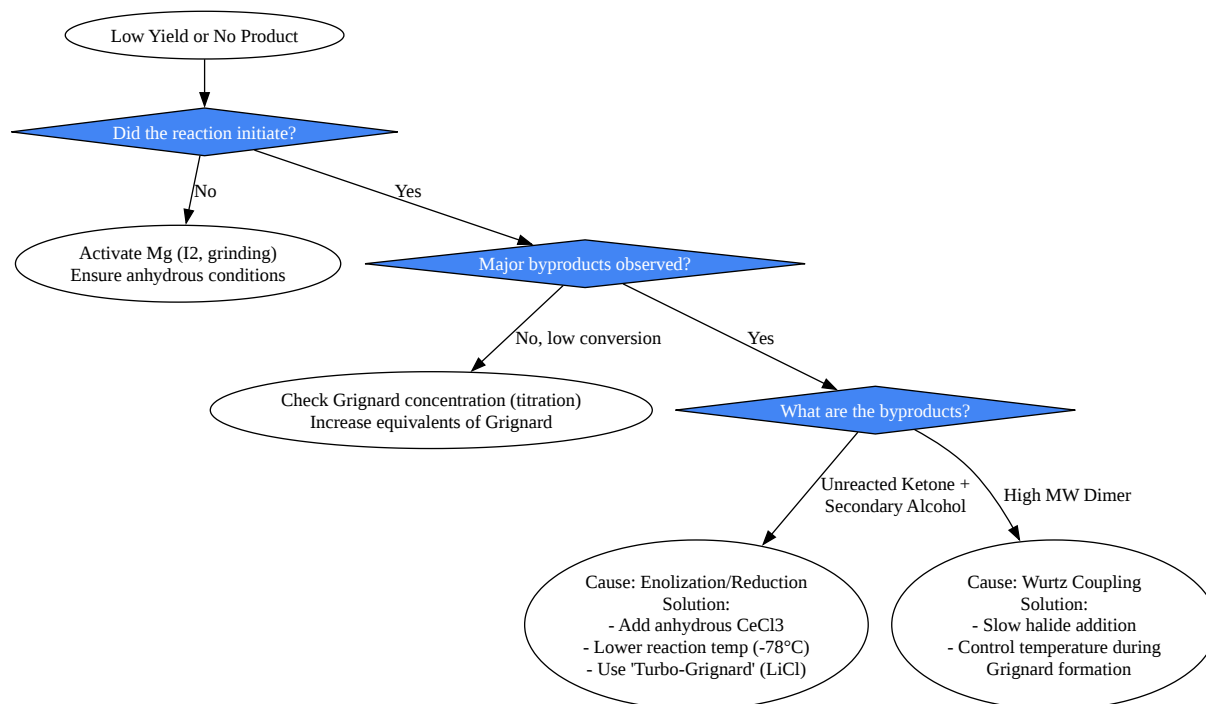 Low Yield or No Product
Did the reaction initiate?
No
Yes
Activate Mg (I2, grinding)
Ensure anhydrous conditions
Major byproducts observed?
No, low conversion
Yes
Check Grignard concentration (titration)
Increase equivalents of Grignard
What are the byproducts?
Unreacted Ketone +
Secondary Alcohol
High MW Dimer
Cause: Enolization/Reduction
Solution:
- Add anhydrous CeCl3
- Lower reaction temp (-78°C)
- Use 'Turbo-Grignard' (LiCl)
Cause: Wurtz Coupling
Solution:
- Slow halide addition
- Control temperature during
Grignard formation